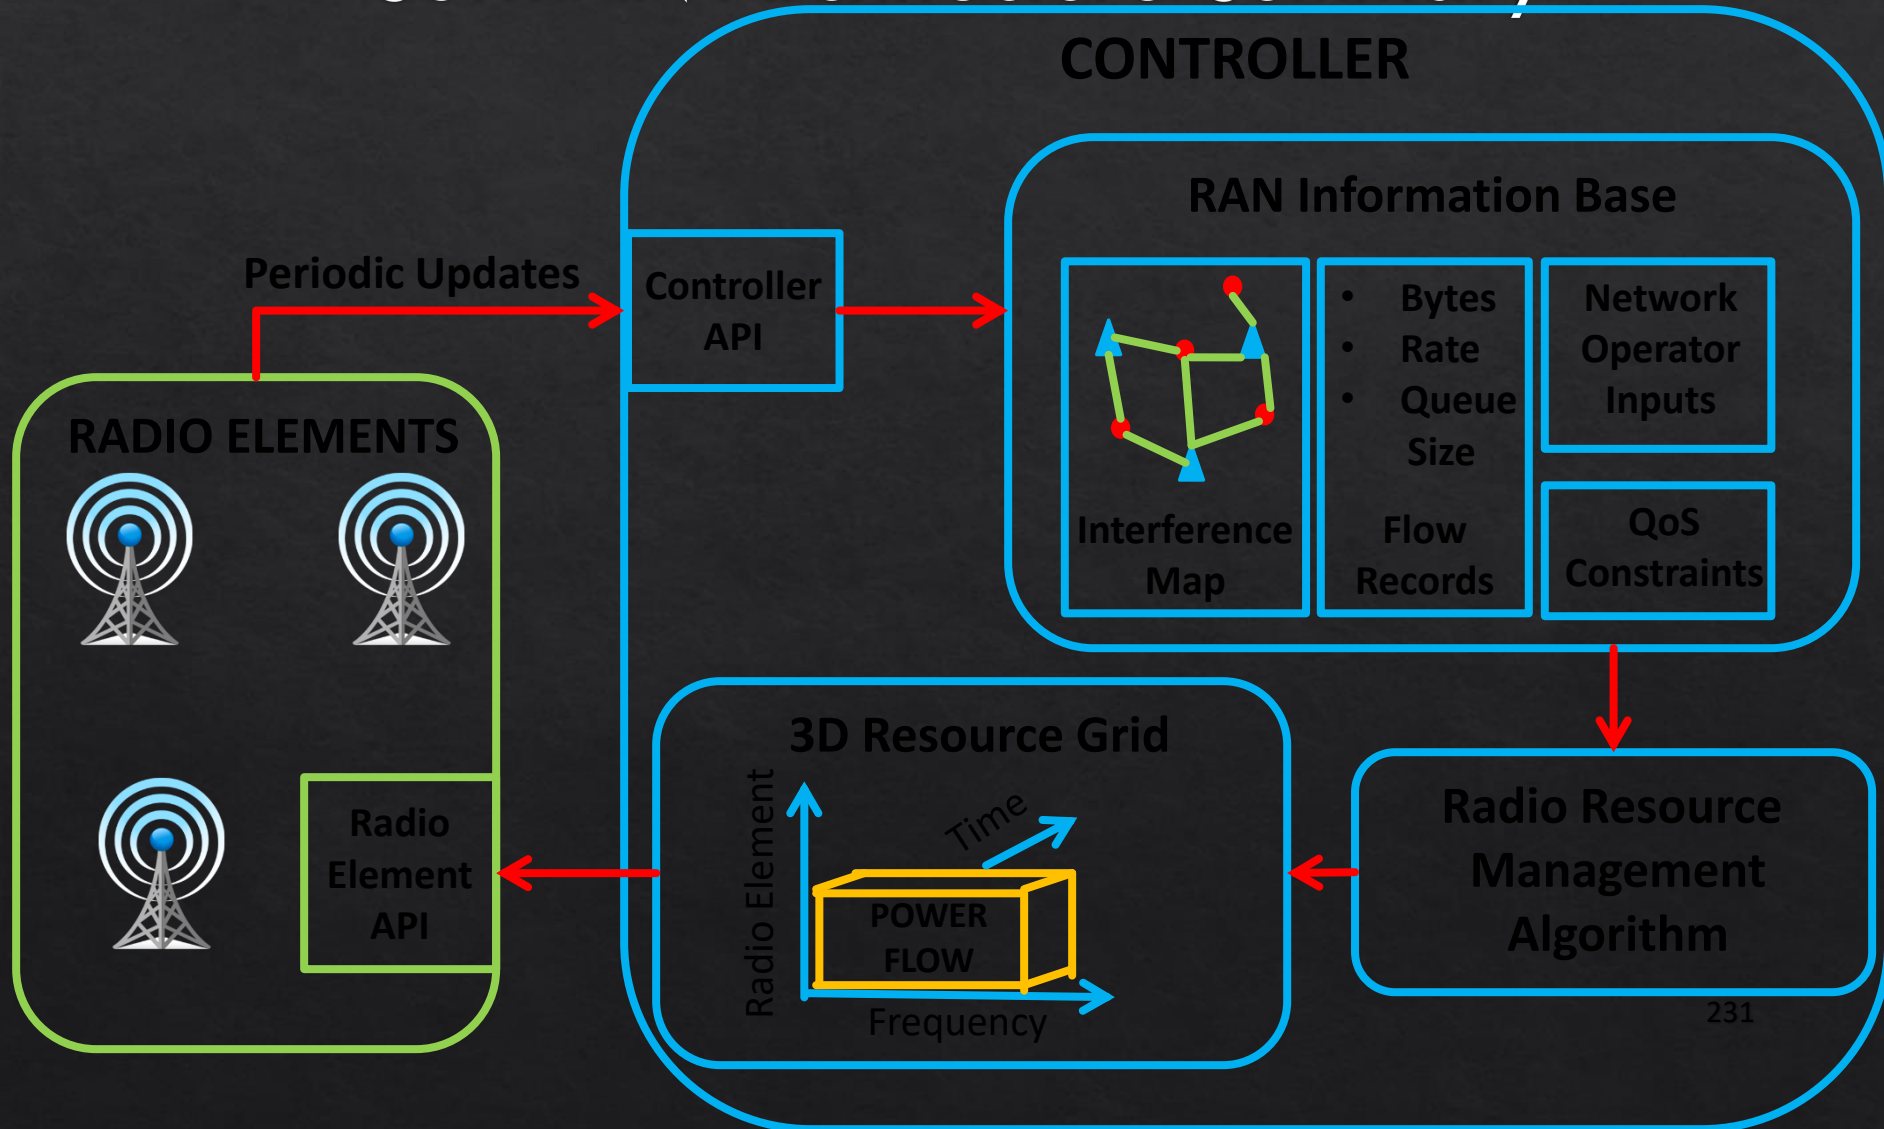 CONTROLLER
RAN Information Base
Periodic Updates
Controller
API
• Bytes
• Rate
• Queue
Size
Flow
Records
Network
Operator
Inputs
Interference
Map
QoS
Constraints
RADIO ELEMENTS
Radio
Element
API
3D Resource Grid
Radio Element
Time
POWER
FLOW
Frequency
Radio Resource
Management
Algorithm
231